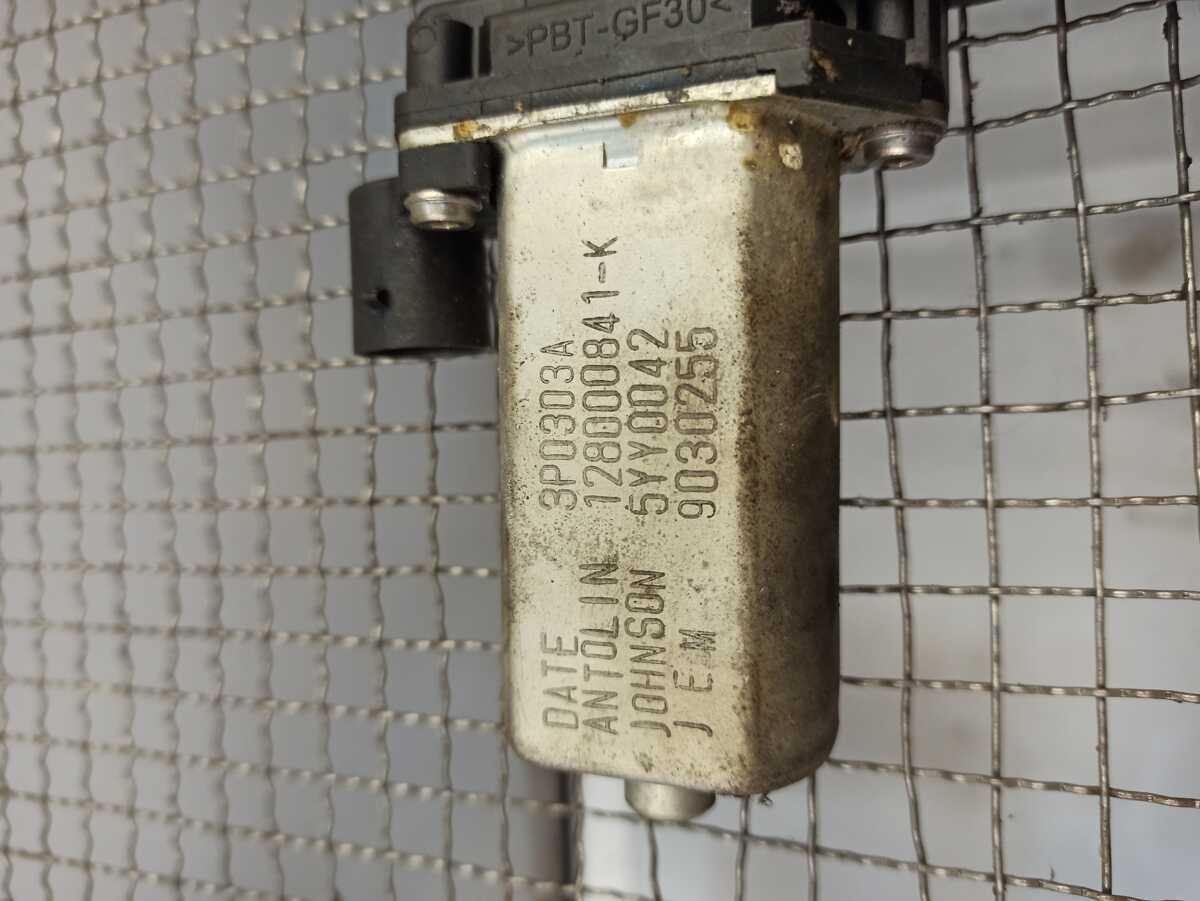 >PBT-GF30<
DATE 3P0303A
ANTOLIN 128000841-K
JOHNSON 5YY0042
J E M 9030255